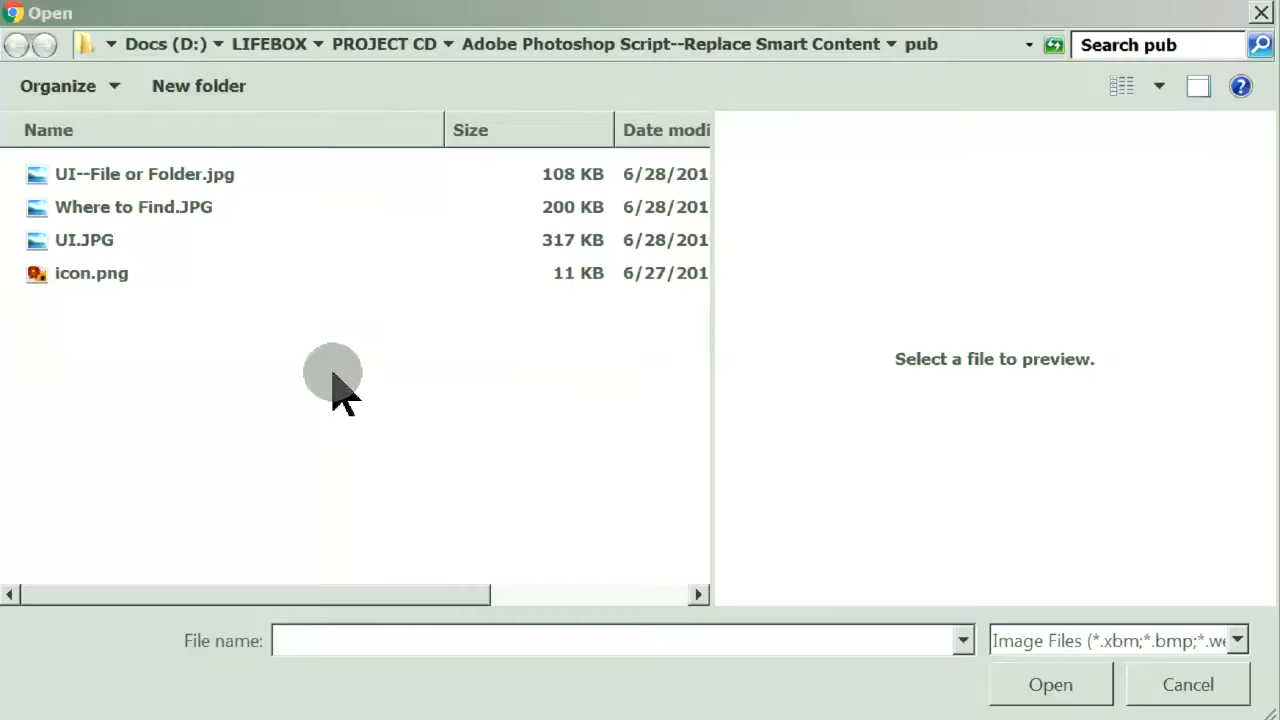 Open
Docs (D:) LIFEBOX PROJECT CD Adobe Photoshop Script--Replace Smart Content pub
Search pub
Organize New folder
Name Size Date modi
UI--File or Folder.jpg 108 KB 6/28/201
Where to Find.JPG 200 KB 6/28/201
UI.JPG 317 KB 6/28/201
icon.png 11 KB 6/27/201
Select a file to preview.
File name: Image Files (*.xbm;*.bmp;*.we
Open Cancel